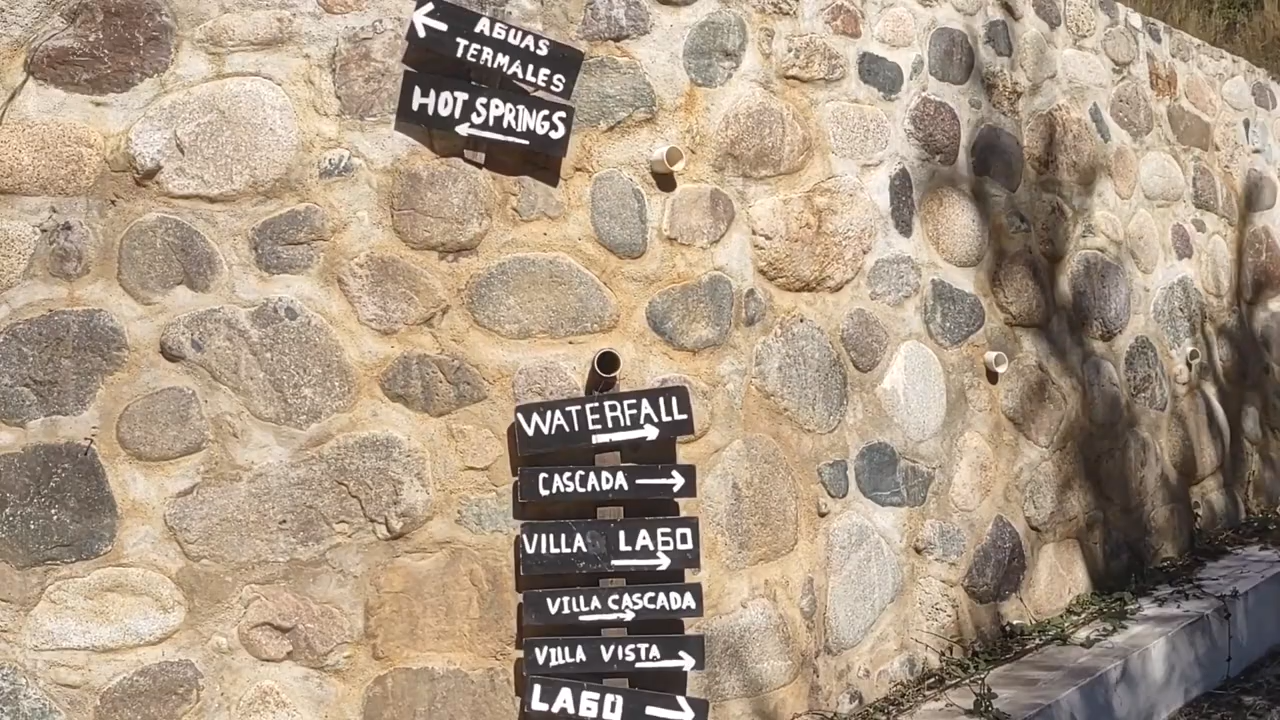 AGUAS
TERMALES
HOT SPRINGS
WATERFALL
CASCADA
VILLA LAGO
VILLA CASCADA
VILLA VISTA
LAGO